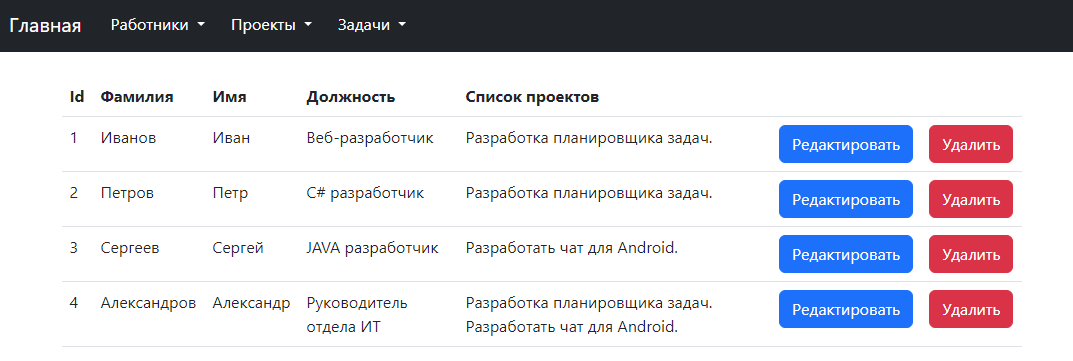 Главная Работники Проекты Задачи
Id Фамилия Имя Должность Список проектов
1 Иванов Иван Веб-разработчик Разработка планировщика задач. Редактировать Удалить
2 Петров Петр C# разработчик Разработка планировщика задач. Редактировать Удалить
3 Сергеев Сергей JAVA разработчик Разработать чат для Android. Редактировать Удалить
4 Александров Александр Руководитель Разработка планировщика задач. Редактировать Удалить
отдела ИТ Разработать чат для Android.